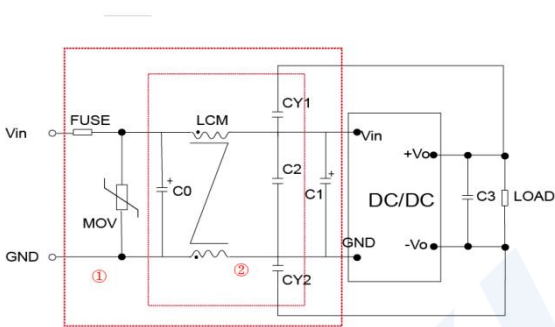 FUSE
LCM
CY1
Vin
Vin
+Vo
C2
+
C0
+
C1
DC/DC
C3
LOAD
MOV
GND
GND
-Vo
①
②
CY2